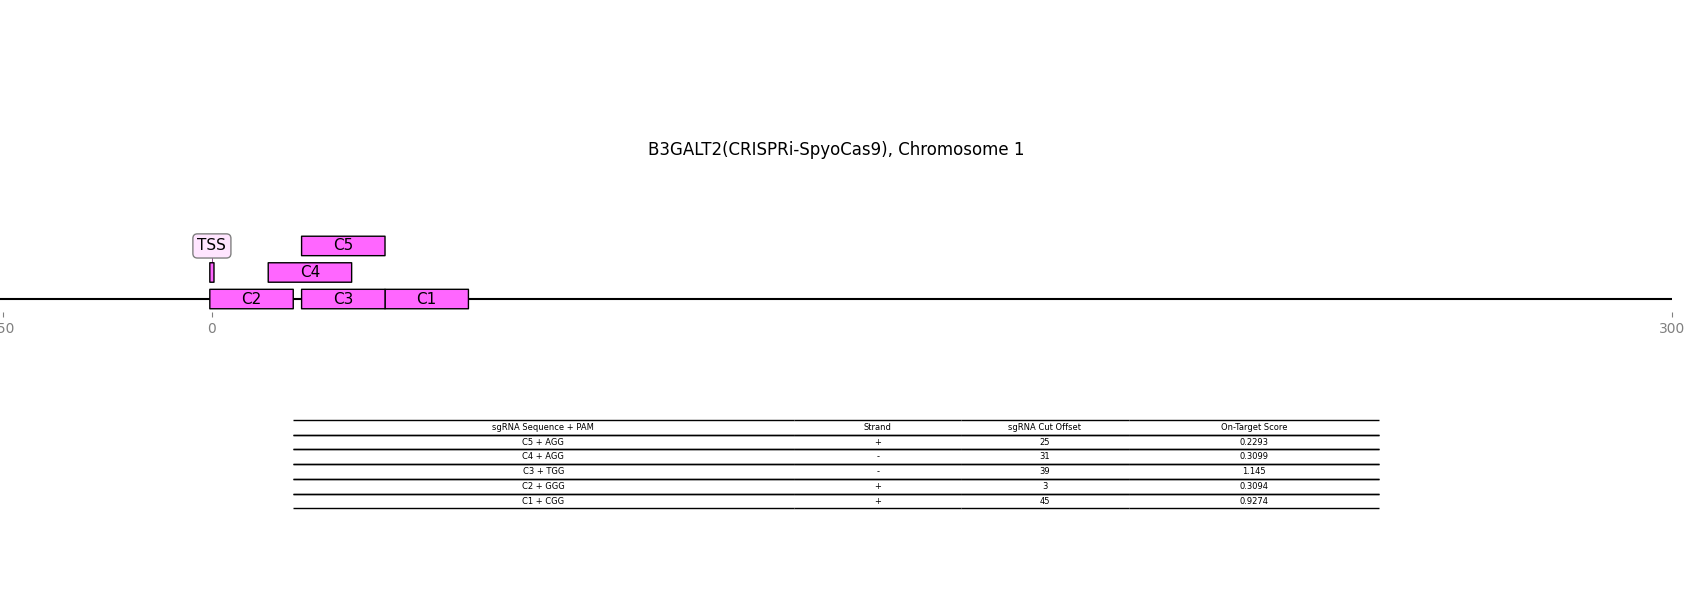 B3GALT2(CRISPRi-SpyoCas9), Chromosome 1
TSS C5
C4
C2 C3 C1
50 0 300
sgRNA Sequence + PAM Strand sgRNA Cut Offset On-Target Score
C5 + AGG + 25 0.2293
C4 + AGG - 31 0.3099
C3 + TGG - 39 1.145
C2 + GGG + 3 0.3094
C1 + CGG + 45 0.9274